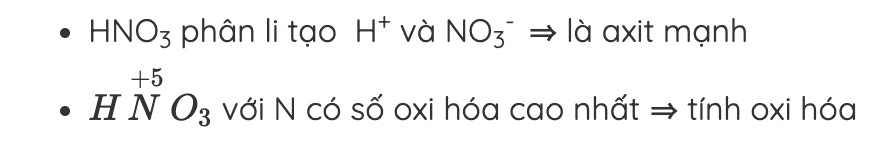 • HNO₃ phân li tạo H⁺ và NO₃⁻ ⇒ là axit mạnh
+5
• H N O₃ với N có số oxi hóa cao nhất ⇒ tính oxi hóa